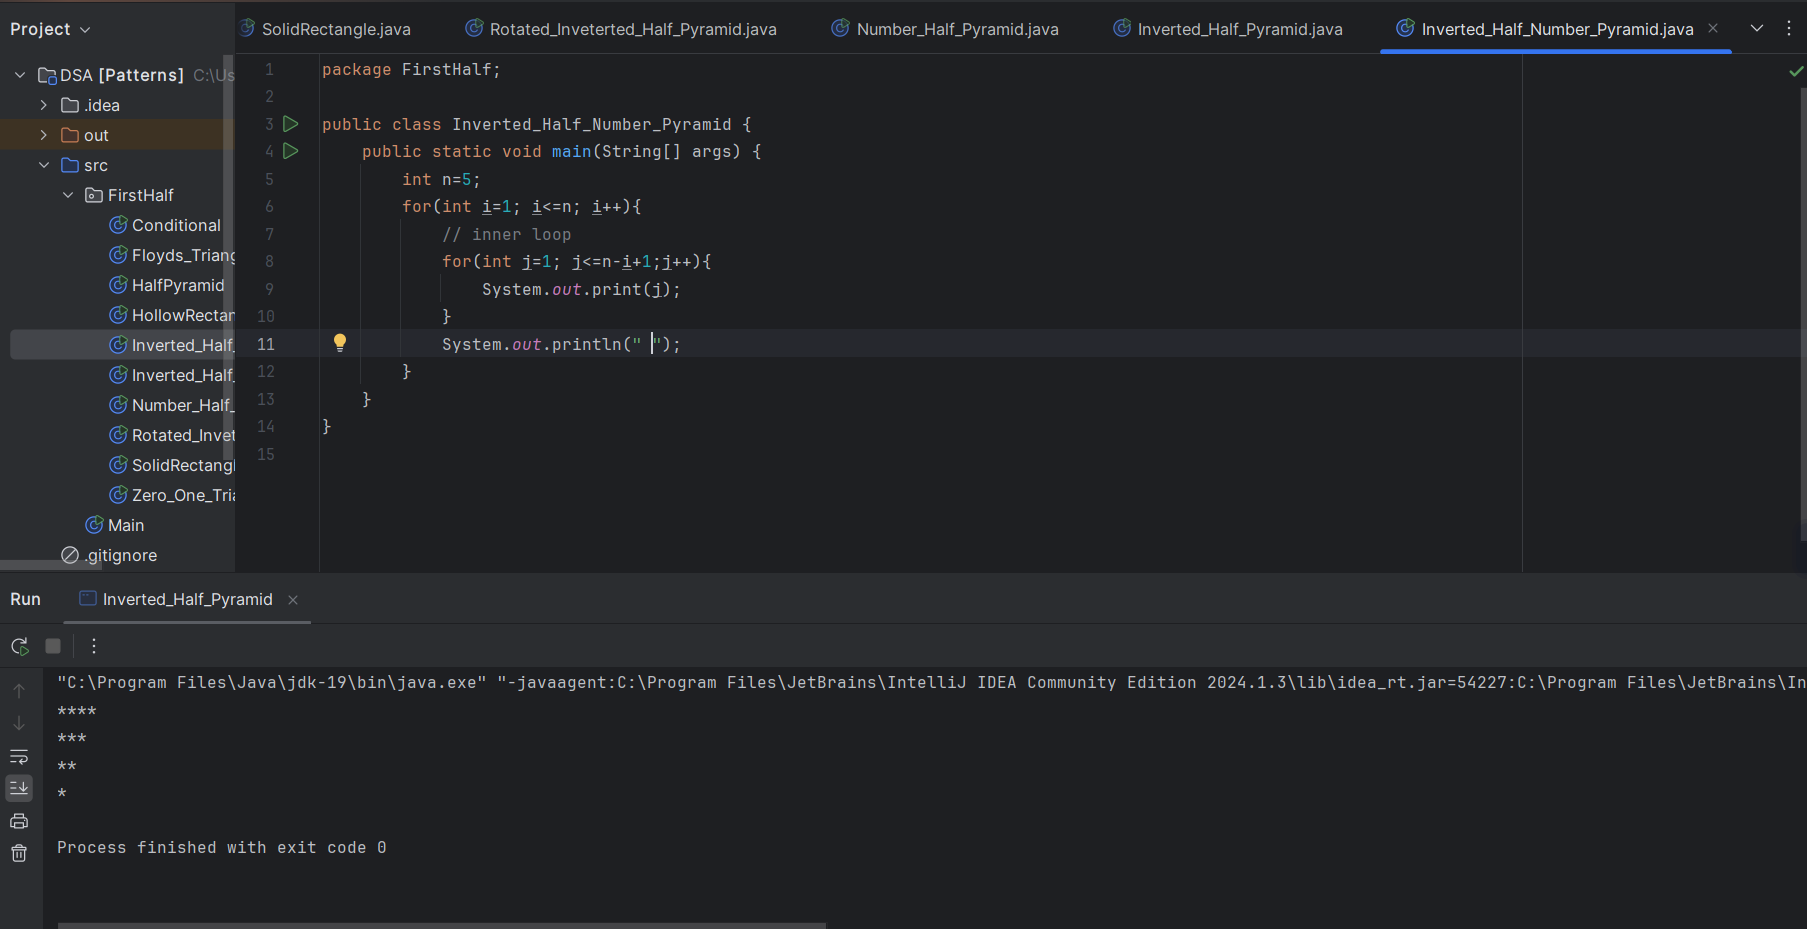 Project
SolidRectangle.java
Rotated_Inveterted_Half_Pyramid.java
Number_Half_Pyramid.java
Inverted_Half_Pyramid.java
Inverted_Half_Number_Pyramid.java
DSA [Patterns] C:\Us
.idea
out
src
FirstHalf
Conditional
Floyds_Triang
HalfPyramid
HollowRectan
Inverted_Half_
Inverted_Half_
Number_Half_
Rotated_Invet
SolidRectangl
Zero_One_Tria
Main
.gitignore
1 package FirstHalf;
2
3 public class Inverted_Half_Number_Pyramid {
4 public static void main(String[] args) {
5 int n=5;
6 for(int i=1; i<=n; i++){
7 // inner loop
8 for(int j=1; j<=n-i+1;j++){
9 System.out.print(j);
10 }
11 System.out.println(" ");
12 }
13 }
14 }
15
Run
Inverted_Half_Pyramid
"C:\Program Files\Java\jdk-19\bin\java.exe" "-javaagent:C:\Program Files\JetBrains\IntelliJ IDEA Community Edition 2024.1.3\lib\idea_rt.jar=54227:C:\Program Files\JetBrains\In
****
***
**
*
Process finished with exit code 0